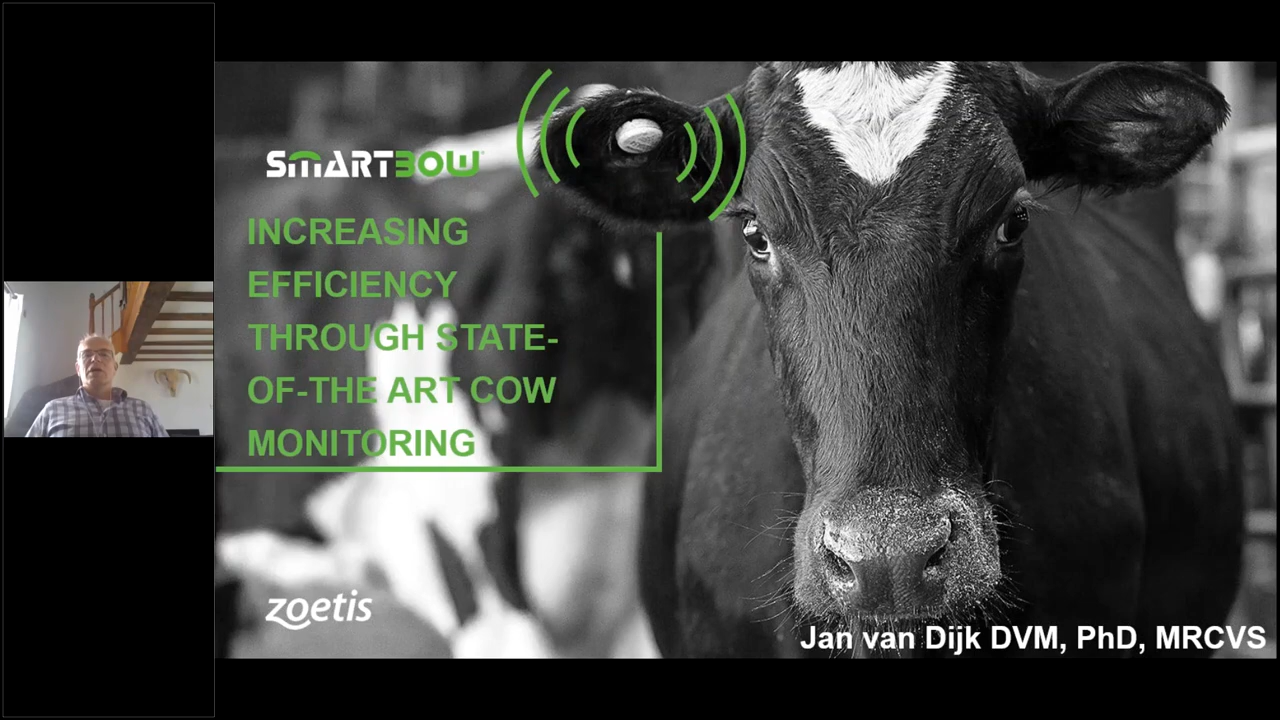 SMARTBOW
INCREASING
EFFICIENCY
THROUGH STATE-
OF-THE ART COW
MONITORING
zoetis
Jan van Dijk DVM, PhD, MRCVS